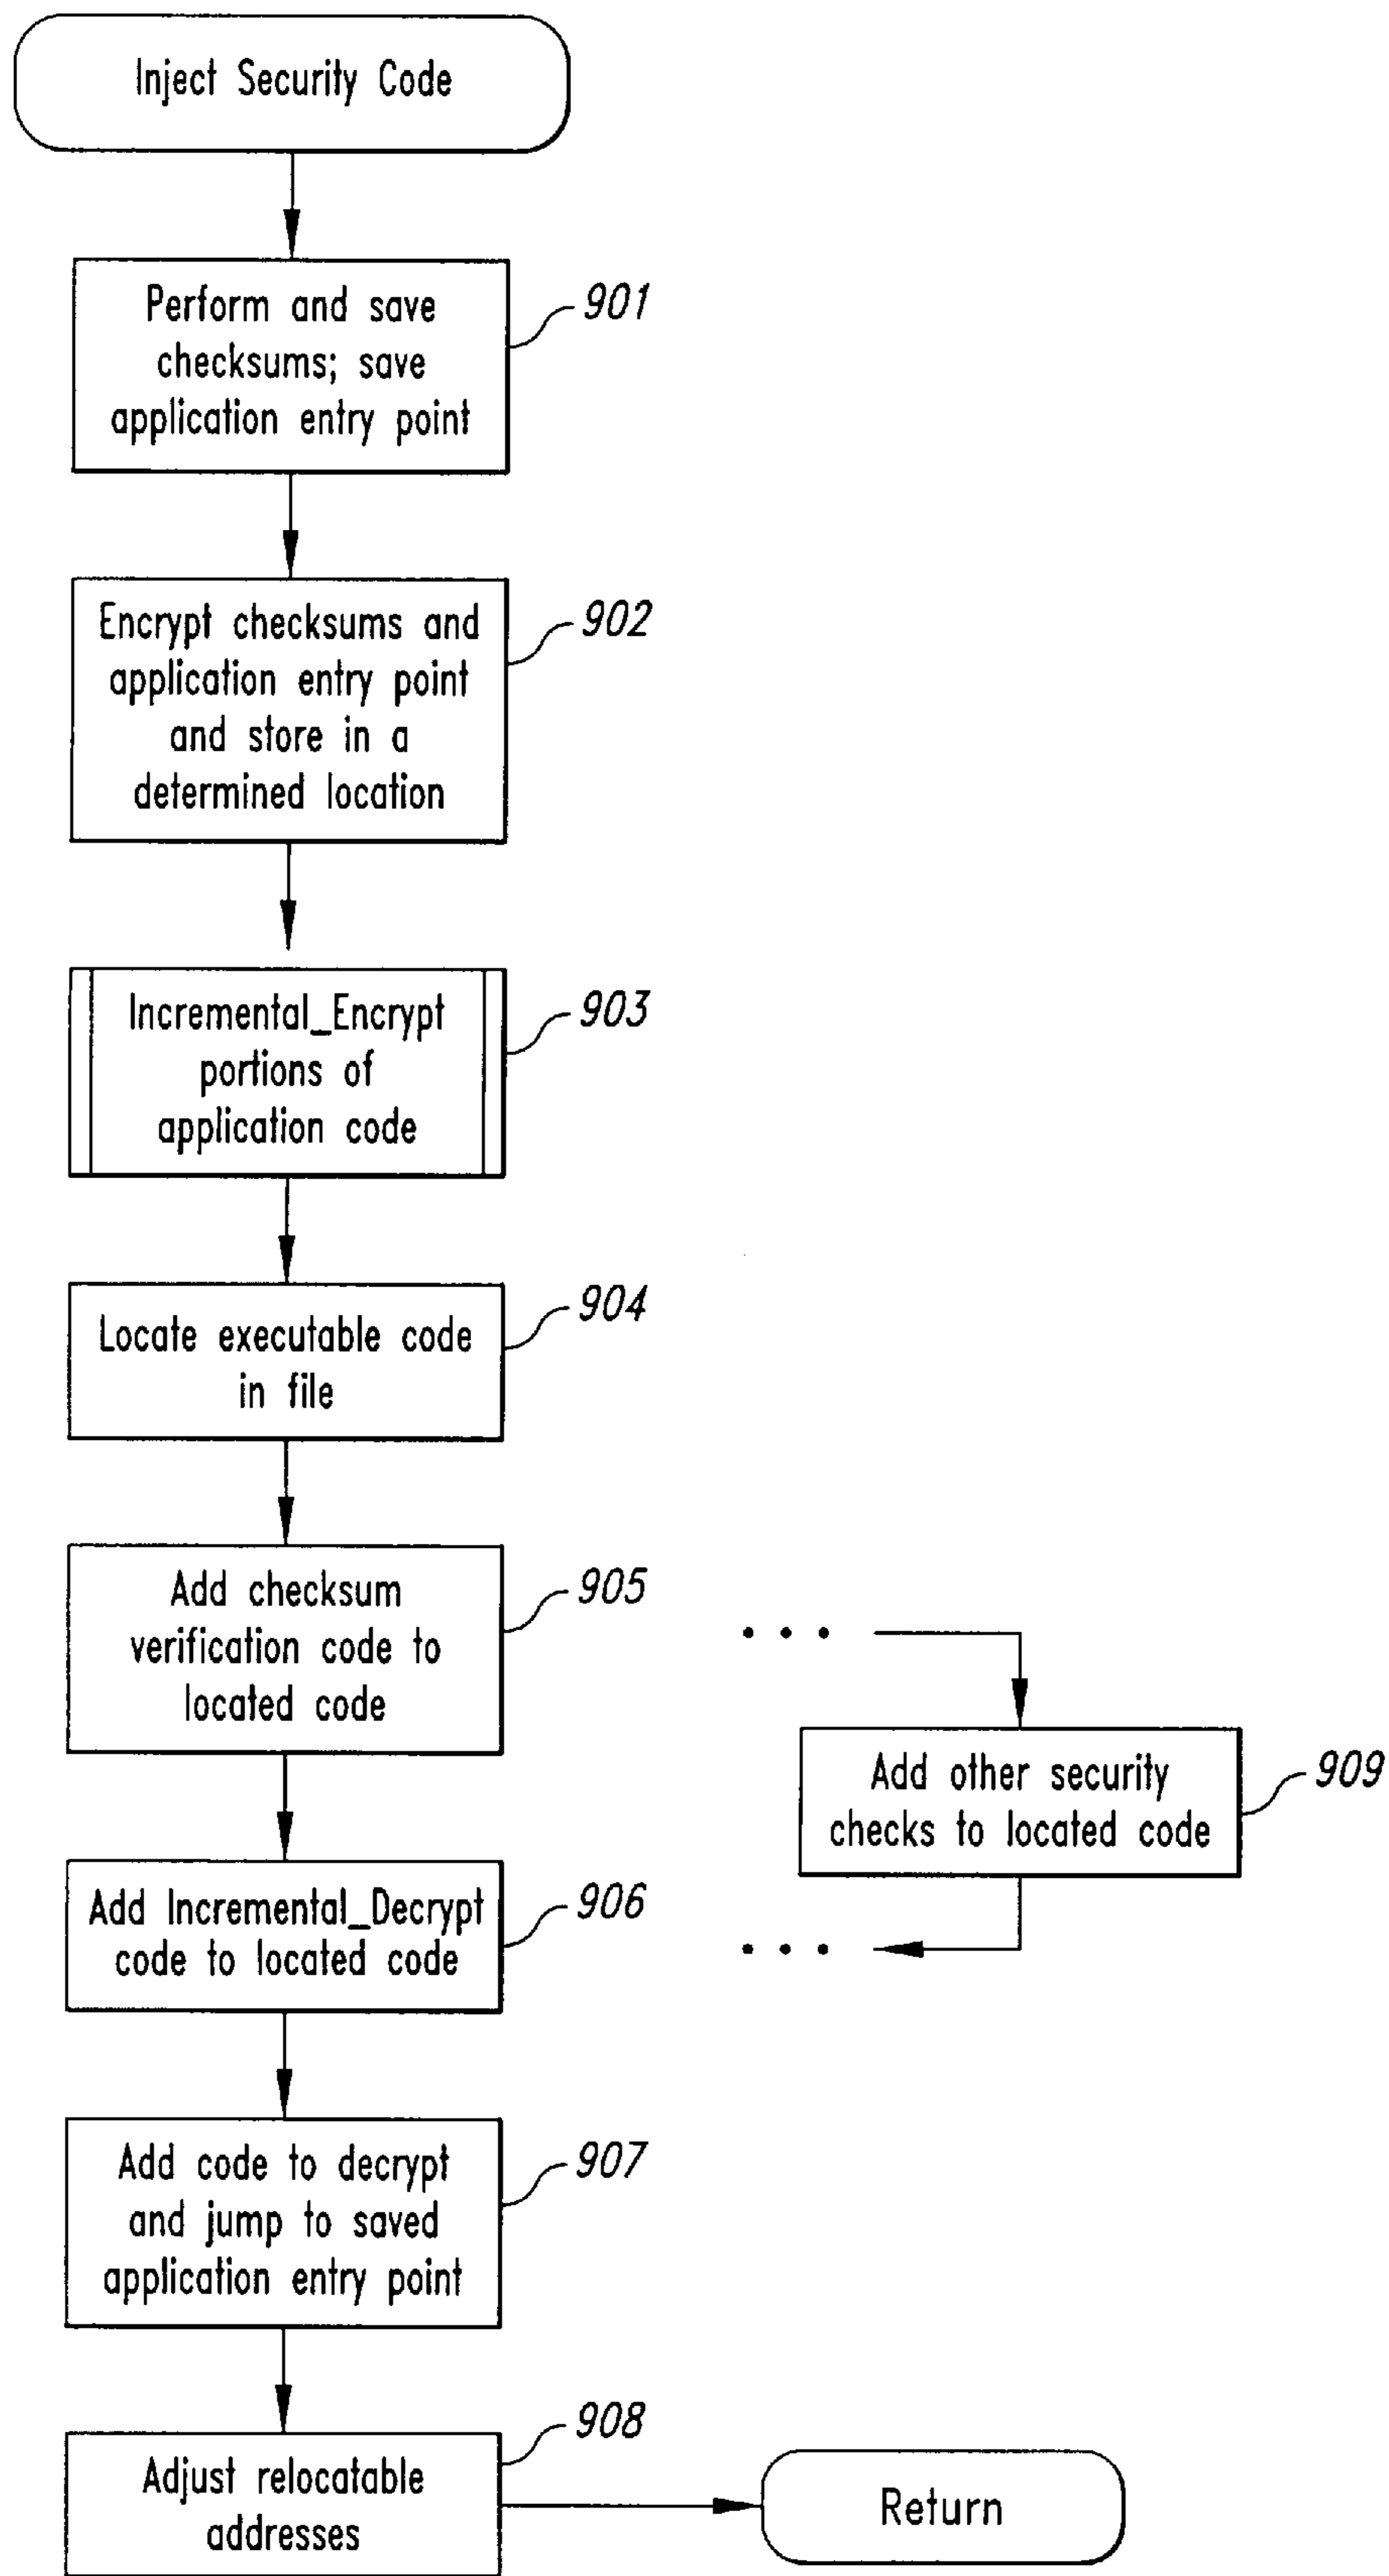 Inject Security Code
Perform and save
checksums; save
application entry point
901
Encrypt checksums and
application entry point
and store in a
determined location
902
Incremental_Encrypt
portions of
application code
903
Locate executable code
in file
904
Add checksum
verification code to
located code
905
• • •
Add other security
checks to located code
909
• • •
Add Incremental_Decrypt
code to located code
906
Add code to decrypt
and jump to saved
application entry point
907
Adjust relocatable
addresses
908
Return